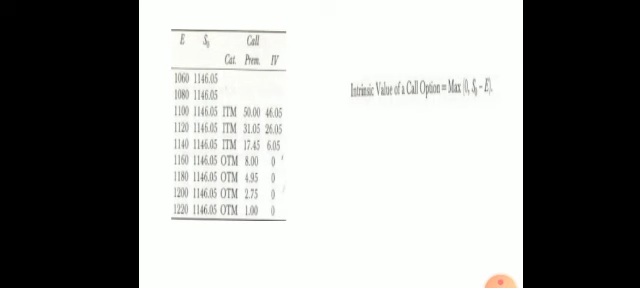 E S₀ Call
Cat. Prem. IV
1060 1146.05
1080 1146.05
1100 1146.05 ITM 50.00 46.05
1120 1146.05 ITM 31.05 26.05
1140 1146.05 ITM 17.45 6.05
1160 1146.05 OTM 8.00 0
1180 1146.05 OTM 4.95 0
1200 1146.05 OTM 2.75 0
1220 1146.05 OTM 1.00 0
Intrinsic Value of a Call Option = Max {0, S₀ – E}.